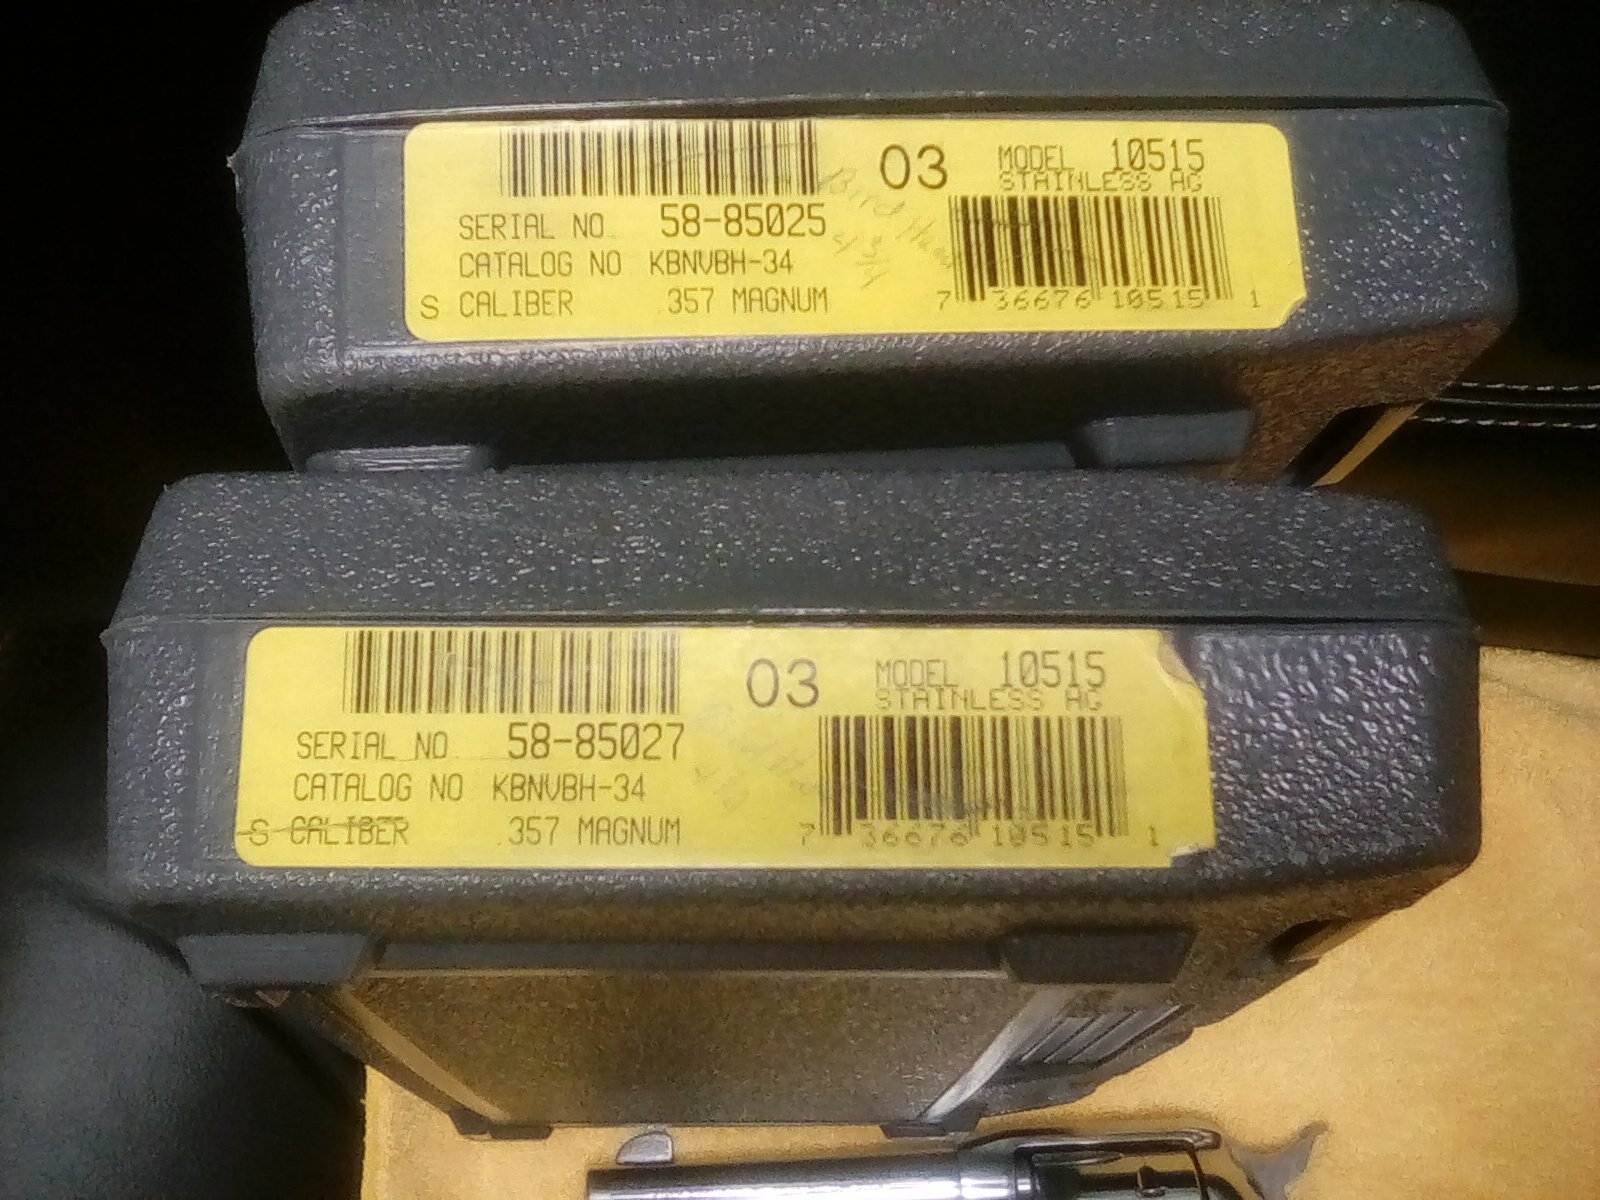 03
MODEL 10515
STAINLESS AC
SERIAL NO 58-85025
CATALOG NO KBNVBH-34
S CALIBER .357 MAGNUM
Bird
7 36676 10515 1
03
MODEL 10515
STAINLESS AC
SERIAL NO 58-85027
CATALOG NO KBNVBH-34
S CALIBER .357 MAGNUM
7 36676 10515 1